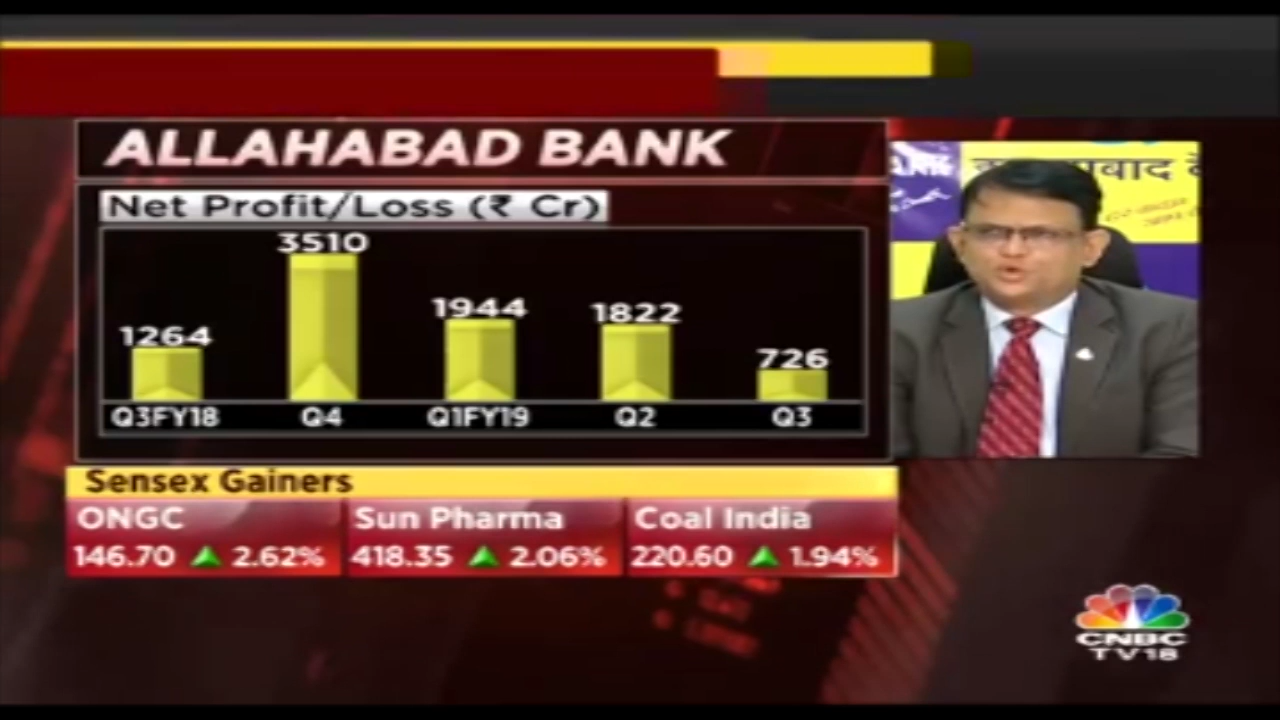 ALLAHABAD BANK
Net Profit/Loss (₹ Cr)
3510
1944
1822
1264
726
Q3FY18 Q4 Q1FY19 Q2 Q3
Sensex Gainers
ONGC Sun Pharma Coal India
146.70 ▲ 2.62% 418.35 ▲ 2.06% 220.60 ▲ 1.94%
CNBC
TV18